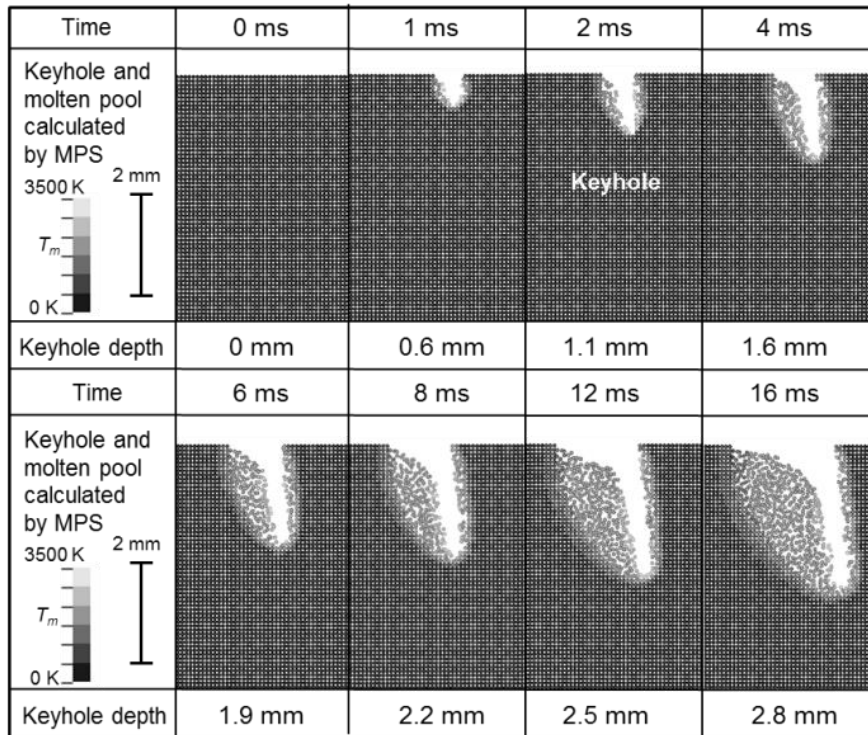 Time 0 ms 1 ms 2 ms 4 ms
Keyhole and
molten pool
calculated
by MPS
3500 K
2 mm
Tm
0 K
Keyhole
Keyhole depth 0 mm 0.6 mm 1.1 mm 1.6 mm
Time 6 ms 8 ms 12 ms 16 ms
Keyhole and
molten pool
calculated
by MPS
3500 K
2 mm
Tm
0 K
Keyhole depth 1.9 mm 2.2 mm 2.5 mm 2.8 mm